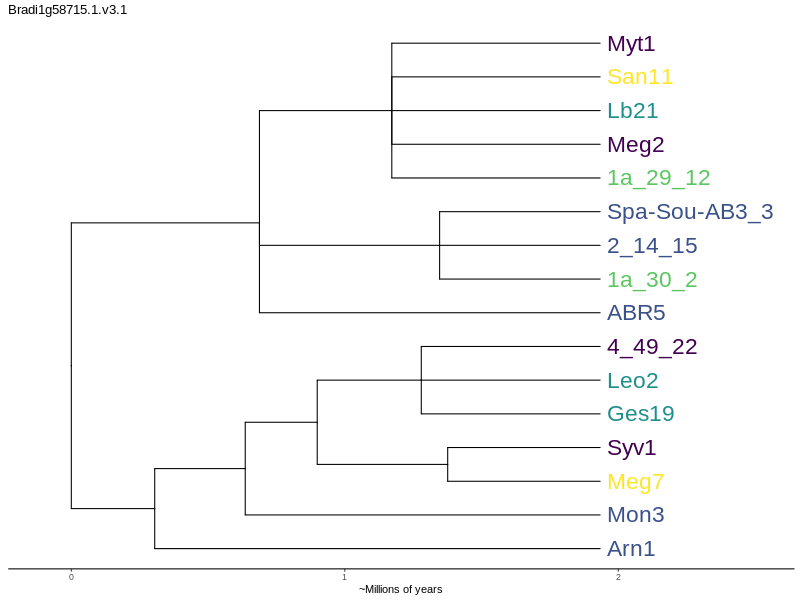 Bradi1g58715.1.v3.1
Myt1
San11
Lb21
Meg2
1a_29_12
Spa-Sou-AB3_3
2_14_15
1a_30_2
ABR5
4_49_22
Leo2
Ges19
Syv1
Meg7
Mon3
Arn1
0 1 2
~Millions of years